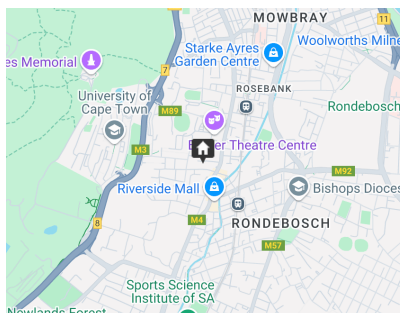 MOWBRAY
11
Starke Ayres
Garden Centre
Woolworths Milne
es Memorial
7
ROSEBANK
University of
Cape Town
M89
Rondebosch
M3
er Theatre Centre
M92
Riverside Mall
Bishops Dioces
M4
8
RONDEBOSCH
M57
Sports Science
Institute of SA
Newlands Forest